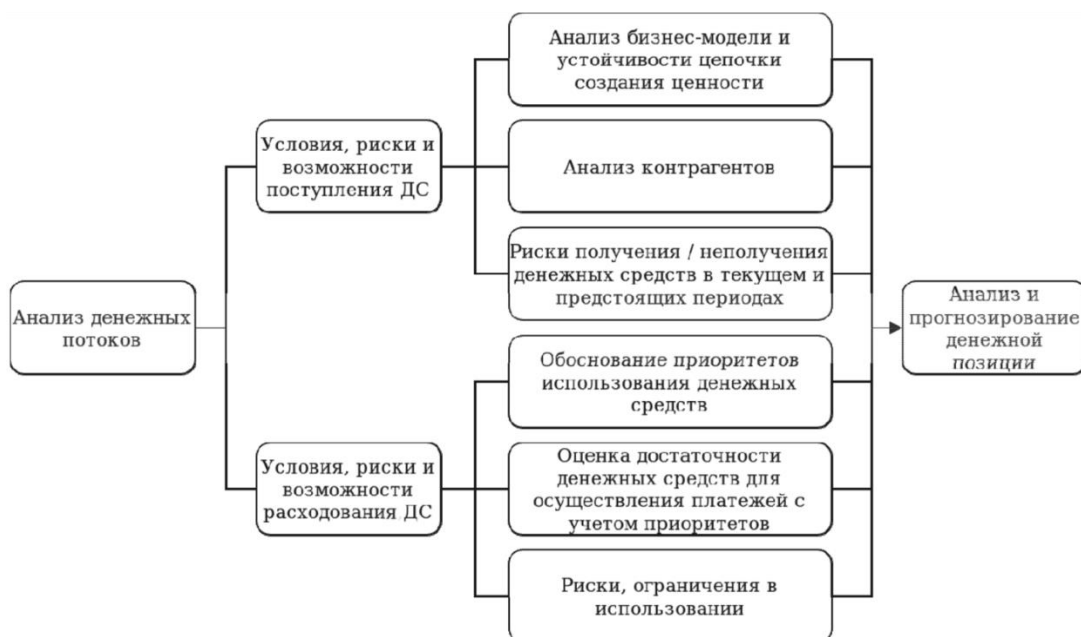 Анализ денежных
потоков
Условия, риски и
возможности
поступления ДС
Условия, риски и
возможности
расходования ДС
Анализ бизнес-модели и
устойчивости цепочки
создания ценности
Анализ контрагентов
Риски получения / неполучения
денежных средств в текущем и
предстоящих периодах
Обоснование приоритетов
использования денежных
средств
Оценка достаточности
денежных средств для
осуществления платежей с
учетом приоритетов
Риски, ограничения в
использовании
Анализ и
прогнозирование
денежной
позиции